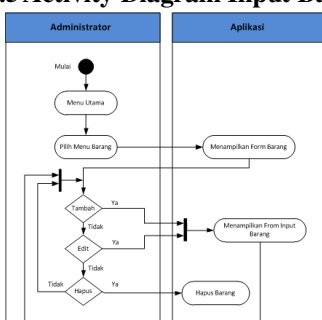 Activity Diagram Input Ba
Administrator
Aplikasi
Mulai
Menu Utama
Pilih Menu Barang
Menampilkan Form Barang
Tambah
Ya
Tidak
Menampilkan From Input
Barang
Edit
Ya
Tidak
Tidak
Hapus
Ya
Hapus Barang